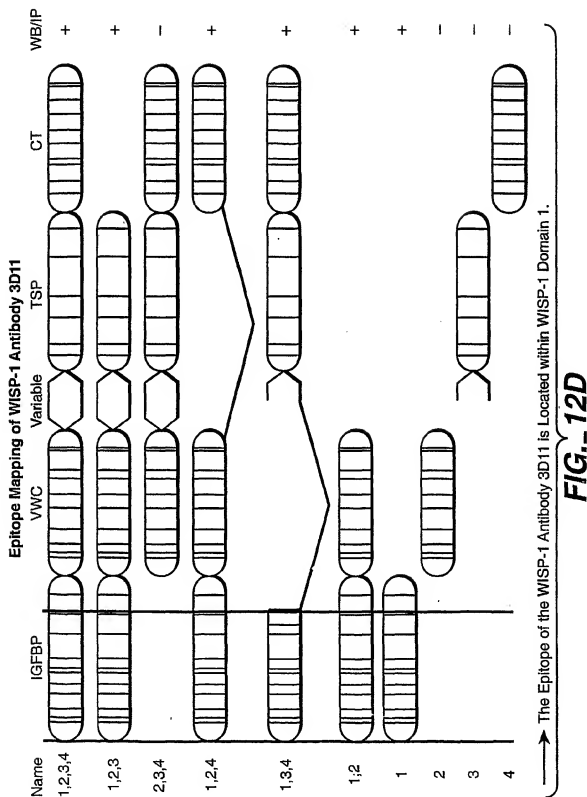 Epitope Mapping of WISP-1 Antibody 3D11
Name IGFBP VWC Variable TSP CT WB/IP
1,2,3,4 +
1,2,3 +
2,3,4 –
1,2,4 +
1,3,4 +
1;2 +
1 +
2 –
3 –
4 –
→ The Epitope of the WISP-1 Antibody 3D11 is Located within WISP-1 Domain 1.
FIG._12D